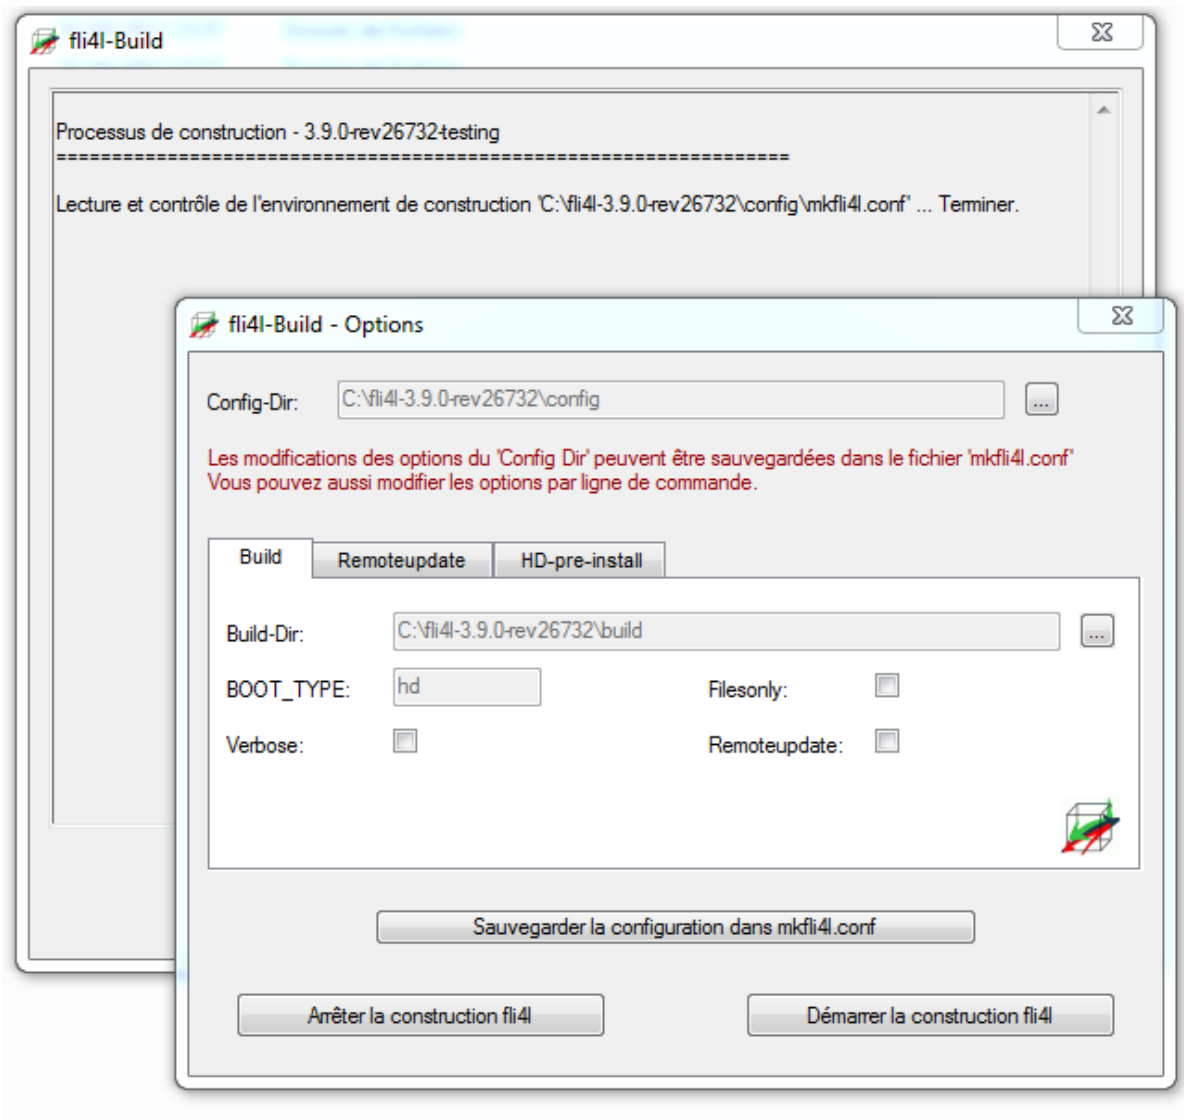 fli4l-Build
Processus de construction - 3.9.0-rev26732-testing
==================================================================
Lecture et contrôle de l'environnement de construction 'C:\fli4l-3.9.0-rev26732\config\mkfli4l.conf' ... Terminer.
fli4l-Build - Options
Config-Dir: C:\fli4l-3.9.0-rev26732\config ...
Les modifications des options du 'Config Dir' peuvent être sauvegardées dans le fichier 'mkfli4l.conf'
Vous pouvez aussi modifier les options par ligne de commande.
Build Remoteupdate HD-pre-install
Build-Dir: C:\fli4l-3.9.0-rev26732\build ...
BOOT_TYPE: hd Filesonly:
Verbose: Remoteupdate:
Sauvegarder la configuration dans mkfli4l.conf
Arrêter la construction fli4l Démarrer la construction fli4l